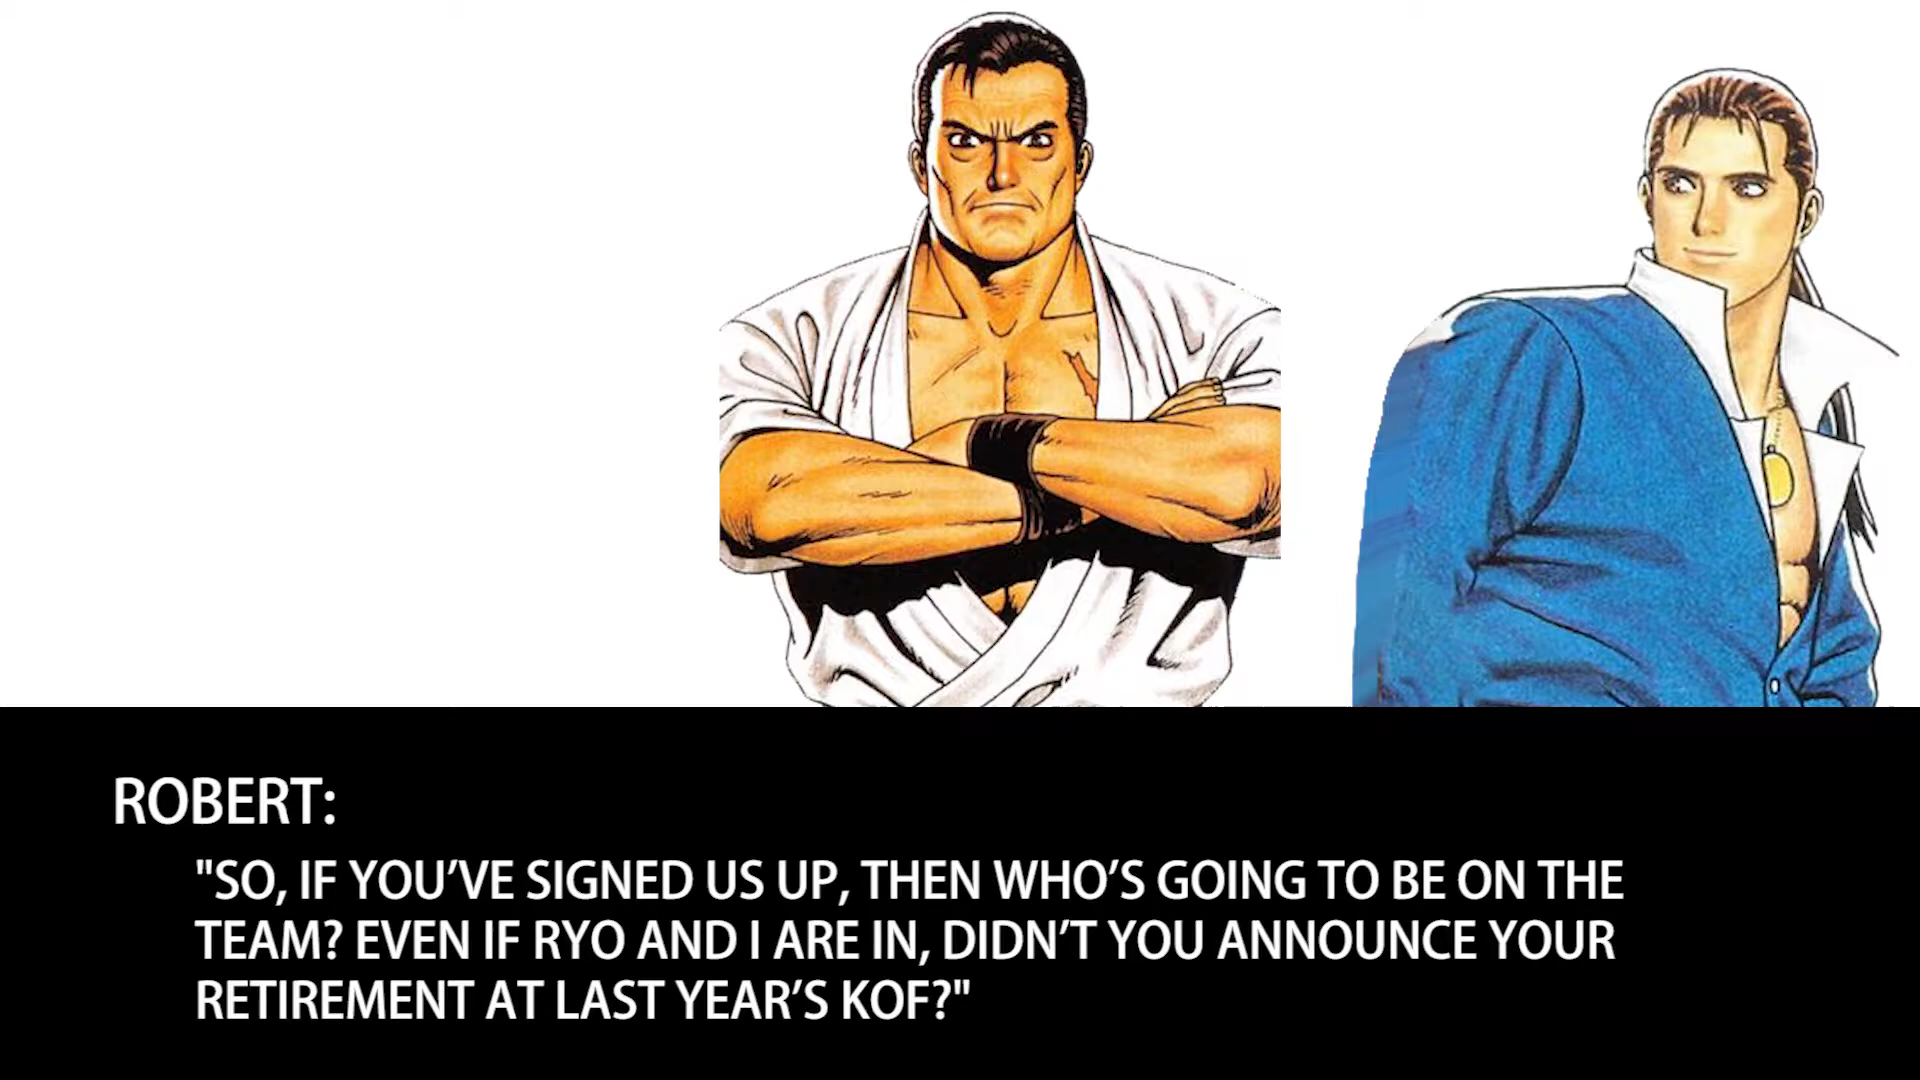 ROBERT:
"SO, IF YOU’VE SIGNED US UP, THEN WHO’S GOING TO BE ON THE
TEAM? EVEN IF RYO AND I ARE IN, DIDN’T YOU ANNOUNCE YOUR
RETIREMENT AT LAST YEAR’S KOF?"